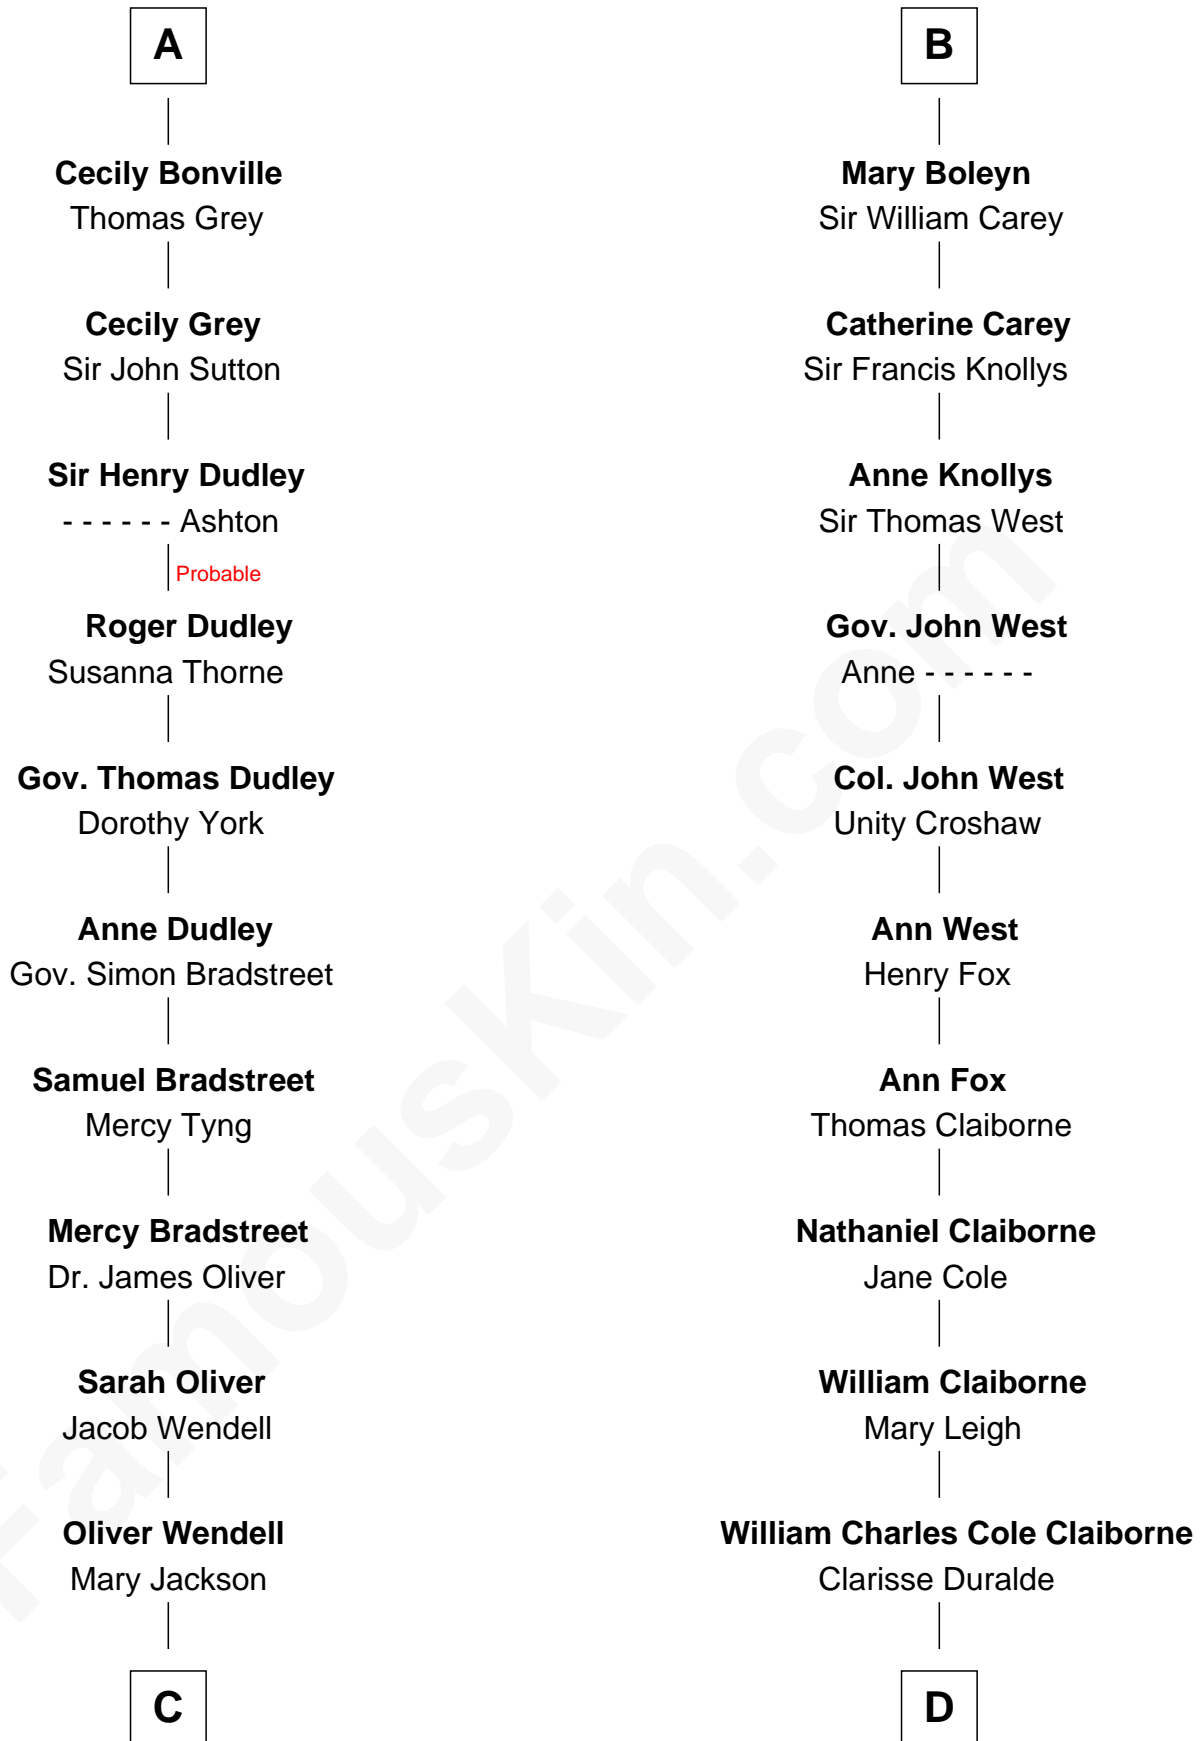 A
Cecily Bonville
Thomas Grey
Cecily Grey
Sir John Sutton
Sir Henry Dudley
- - - - - - Ashton
Probable
Roger Dudley
Susanna Thorne
Gov. Thomas Dudley
Dorothy York
Anne Dudley
Gov. Simon Bradstreet
Samuel Bradstreet
Mercy Tyng
Mercy Bradstreet
Dr. James Oliver
Sarah Oliver
Jacob Wendell
Oliver Wendell
Mary Jackson
C
B
Mary Boleyn
Sir William Carey
Catherine Carey
Sir Francis Knollys
Anne Knollys
Sir Thomas West
Gov. John West
Anne - - - - - -
Col. John West
Unity Croshaw
Ann West
Henry Fox
Ann Fox
Thomas Claiborne
Nathaniel Claiborne
Jane Cole
William Claiborne
Mary Leigh
William Charles Cole Claiborne
Clarisse Duralde
D
FamousKin.com